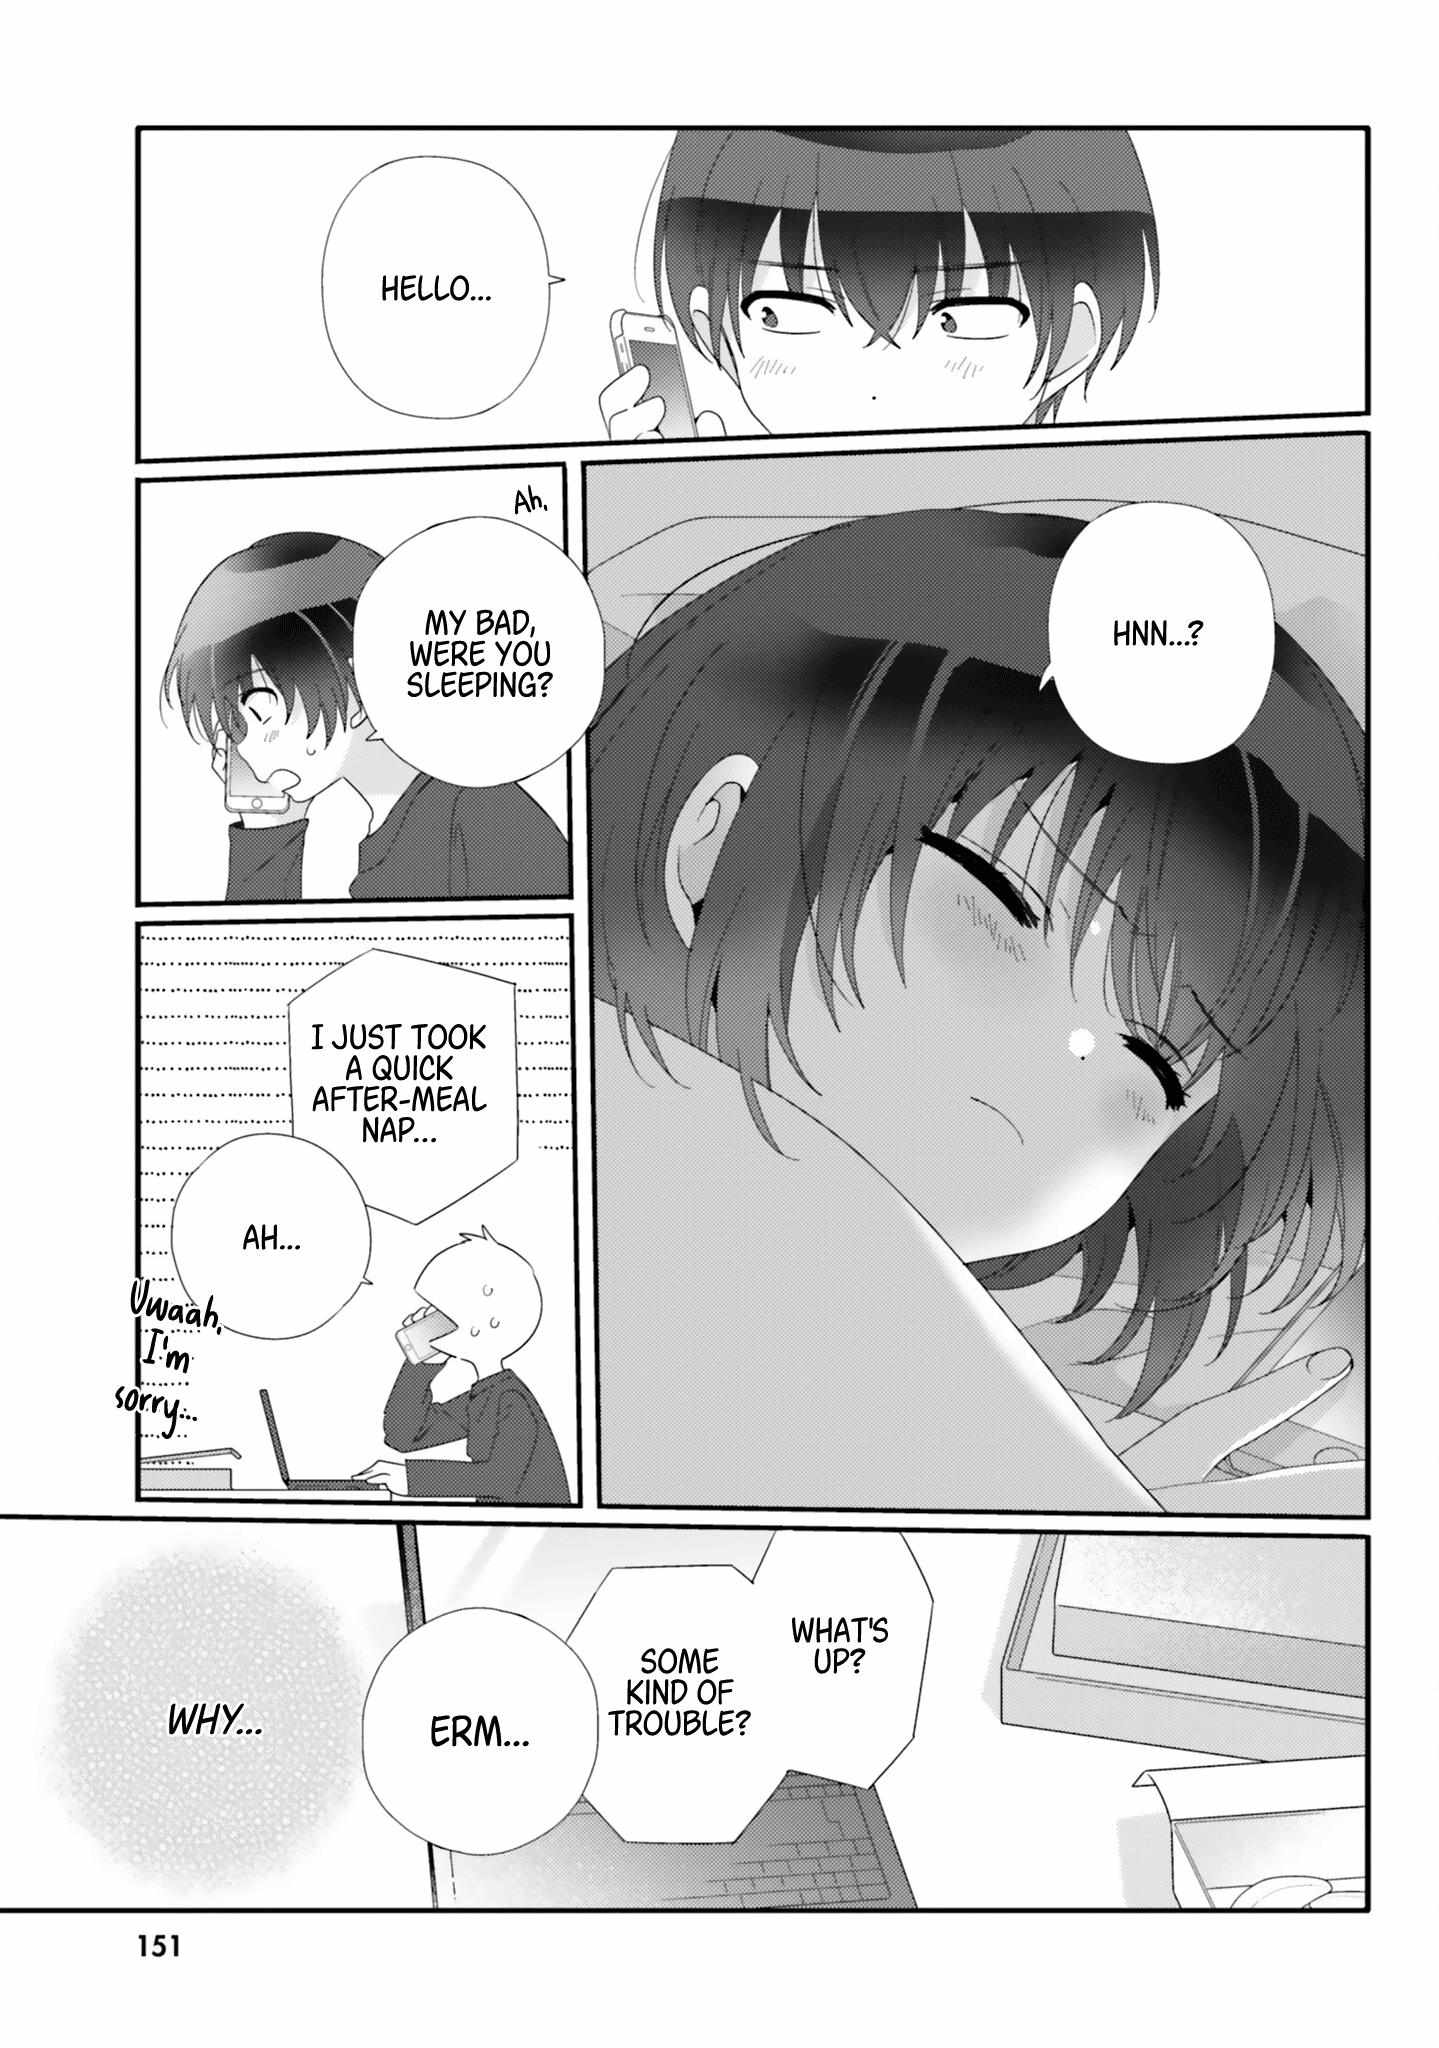 HELLO...
HNN...?
Ah,
MY BAD,
WERE YOU
SLEEPING?
I JUST TOOK
A QUICK
AFTER-MEAL
NAP...
AH...
Uwaah,
I'm
sorry...
WHAT'S
UP?
SOME
KIND OF
TROUBLE?
ERM...
WHY...
151